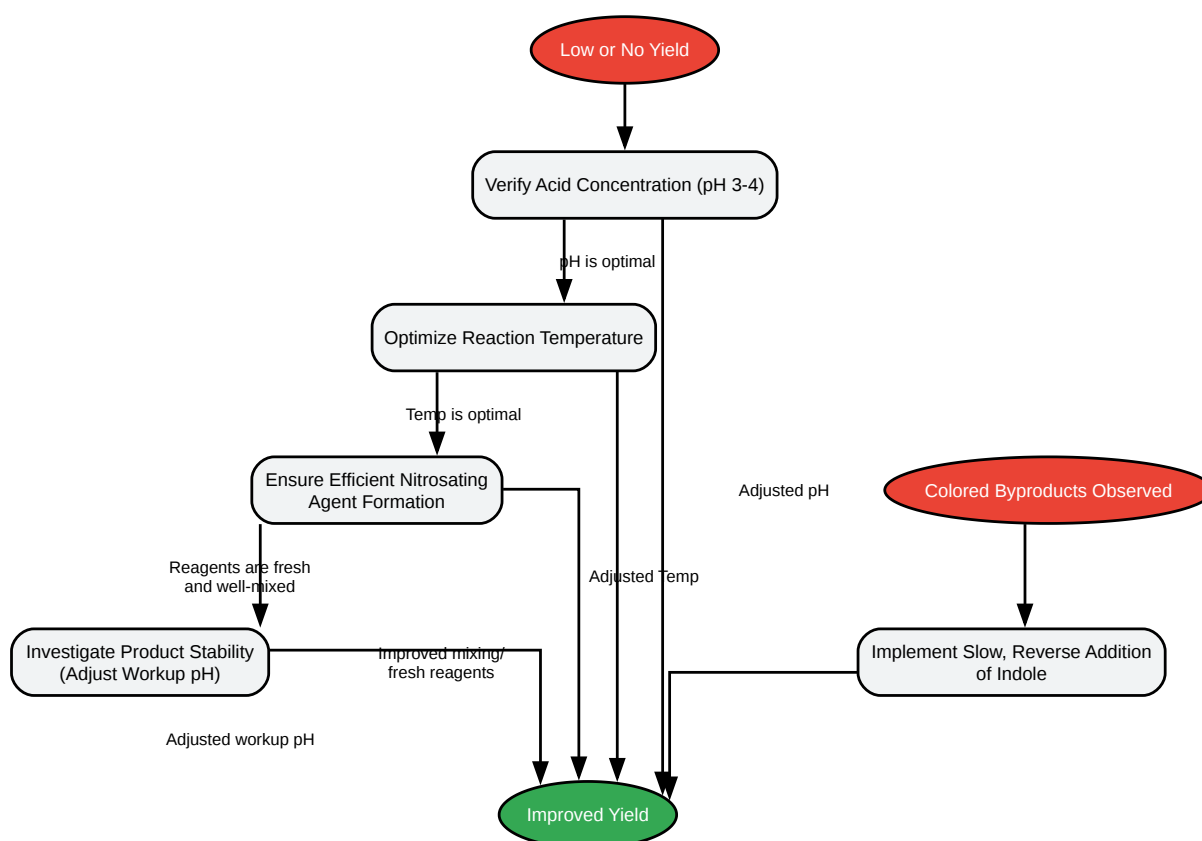 Low or No Yield
Verify Acid Concentration (pH 3-4)
pH is optimal
Optimize Reaction Temperature
Temp is optimal
Ensure Efficient Nitrosating
Agent Formation
Adjusted pH
Colored Byproducts Observed
Reagents are fresh
and well-mixed
Adjusted Temp
Investigate Product Stability
(Adjust Workup pH)
Improved mixing/
fresh reagents
Implement Slow, Reverse Addition
of Indole
Adjusted workup pH
Improved Yield